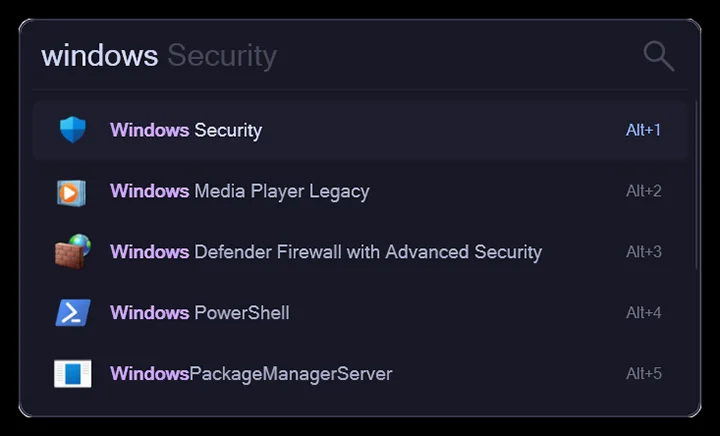 windows Security
Windows Security Alt+1
Windows Media Player Legacy Alt+2
Windows Defender Firewall with Advanced Security Alt+3
Windows PowerShell Alt+4
WindowsPackageManagerServer Alt+5